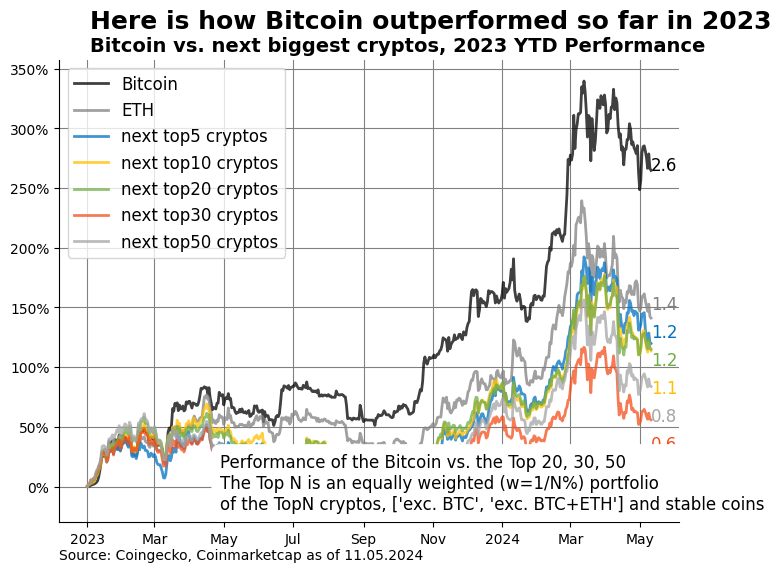 Here is how Bitcoin outperformed so far in 2023
Bitcoin vs. next biggest cryptos, 2023 YTD Performance
350%
300%
250%
200%
150%
100%
50%
0%
Bitcoin
ETH
next top5 cryptos
next top10 cryptos
next top20 cryptos
next top30 cryptos
next top50 cryptos
2.6
1.4
1.2
1.2
1.1
0.8
0.6
Performance of the Bitcoin vs. the Top 20, 30, 50
The Top N is an equally weighted (w=1/N%) portfolio
of the TopN cryptos, ['exc. BTC', 'exc. BTC+ETH'] and stable coins
2023 Mar May Jul Sep Nov 2024 Mar May
Source: Coingecko, Coinmarketcap as of 11.05.2024